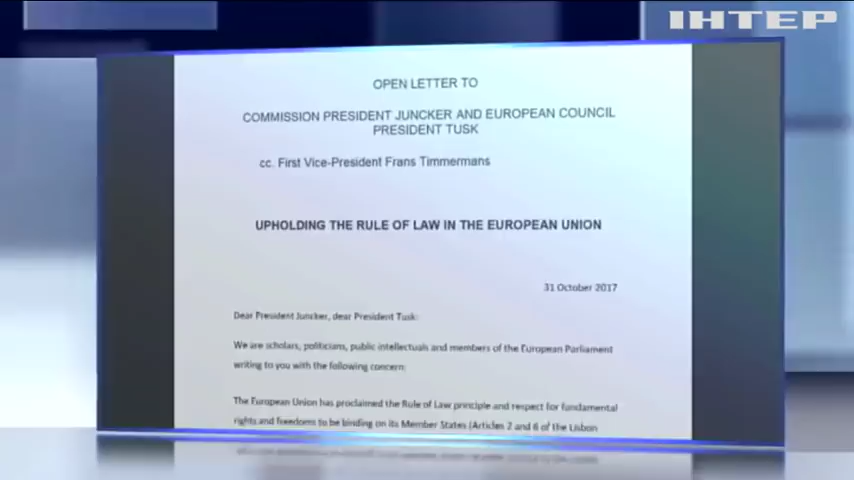 ІНТЕР
OPEN LETTER TO
COMMISSION PRESIDENT JUNCKER AND EUROPEAN COUNCIL
PRESIDENT TUSK
cc. First Vice-President Frans Timmermans
UPHOLDING THE RULE OF LAW IN THE EUROPEAN UNION
31 October 2017
Dear President Juncker, dear President Tusk:
We are scholars, politicians, public intellectuals and members of the European Parliament
writing to you with the following concern:
The European Union has proclaimed the Rule of Law principle and respect for fundamental
rights and freedoms to be binding on its Member States (Articles 2 and 6 of the Lisbon